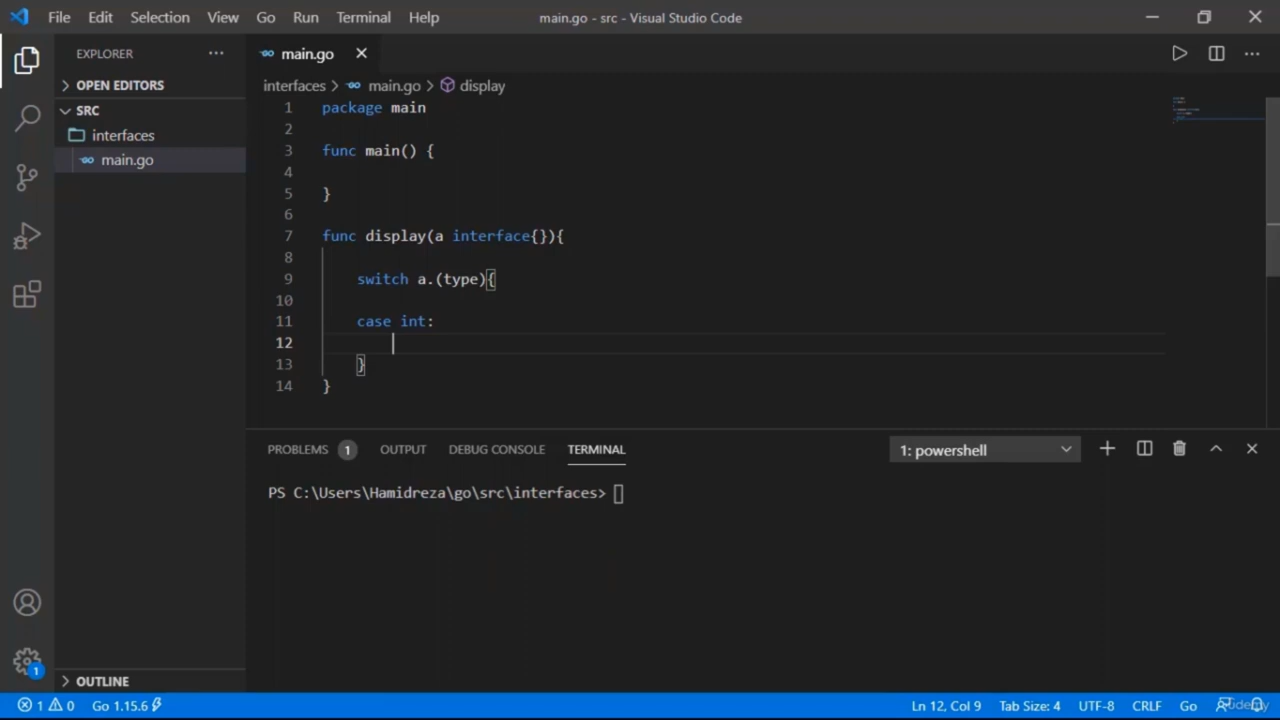 File Edit Selection View Go Run Terminal Help main.go - src - Visual Studio Code
EXPLORER
OPEN EDITORS
SRC
interfaces
main.go
OUTLINE
main.go
interfaces main.go display
1 package main
2
3 func main() {
4
5 }
6
7 func display(a interface{}){
8
9 switch a.(type){
10
11 case int:
12
13 }
14 }
PROBLEMS 1 OUTPUT DEBUG CONSOLE TERMINAL 1: powershell
PS C:\Users\Hamidreza\go\src\interfaces>
1
1 0 Go 1.15.6 Ln 12, Col 9 Tab Size: 4 UTF-8 CRLF Go
Udemy